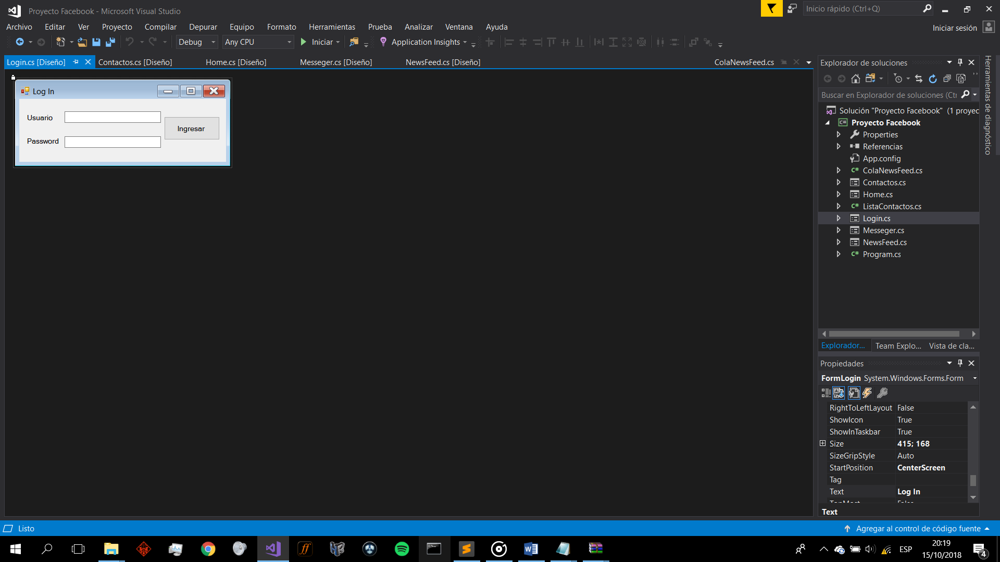 Proyecto Facebook - Microsoft Visual Studio
Inicio rápido (Ctrl+Q)
Archivo Editar Ver Proyecto Compilar Depurar Equipo Formato Herramientas Prueba Analizar Ventana Ayuda
Iniciar sesión
Debug Any CPU Iniciar Application Insights
Login.cs [Diseño] Contactos.cs [Diseño] Home.cs [Diseño] Messeger.cs [Diseño] NewsFeed.cs [Diseño] ColaNewsFeed.cs
Log In
Usuario
Ingresar
Password
Explorador de soluciones
Buscar en Explorador de soluciones (Ctr
Solución "Proyecto Facebook" (1 proyec
Proyecto Facebook
Properties
Referencias
App.config
ColaNewsFeed.cs
Contactos.cs
Home.cs
ListaContactos.cs
Login.cs
Messeger.cs
NewsFeed.cs
Program.cs
Explorador... Team Explo... Vista de cla...
Herramientas de diagnóstico
Propiedades
FormLogin System.Windows.Forms.Form
RightToLeftLayout False
ShowIcon True
ShowInTaskbar True
Size 415; 168
SizeGripStyle Auto
StartPosition CenterScreen
Tag
Text Log In
Text
Listo
Agregar al control de código fuente
ESP
20:19
15/10/2018
4